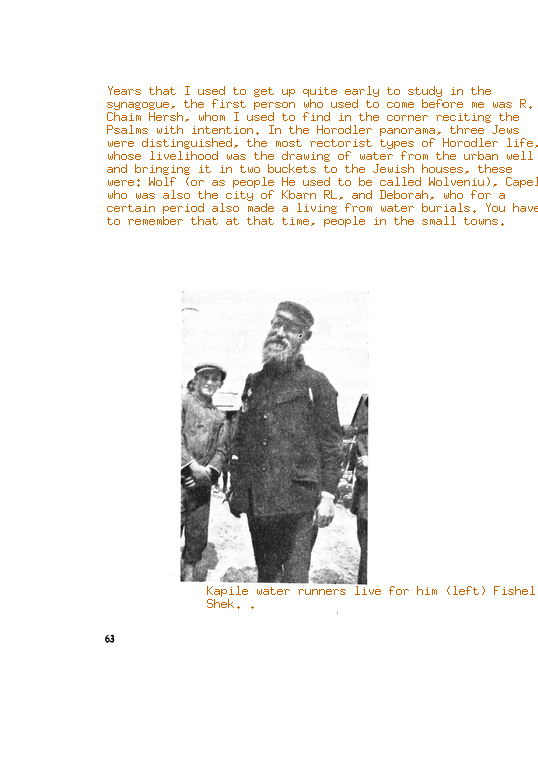 Years that I used to get up quite early to study in the
synagogue, the first person who used to come before me was R.
Chaim Hersh, whom I used to find in the corner reciting the
Psalms with intention. In the Horodler panorama, three Jews
were distinguished, the most rectorist types of Horodler life,
whose livelihood was the drawing of water from the urban well
and bringing it in two buckets to the Jewish houses, these
were: Wolf (or as people He used to be called Wolveniu), Capel
who was also the city of Kbarn RL, and Deborah, who for a
certain period also made a living from water burials. You have
to remember that at that time, people in the small towns.
Kapile water runners live for him (left) Fishel
Shek. . .
63